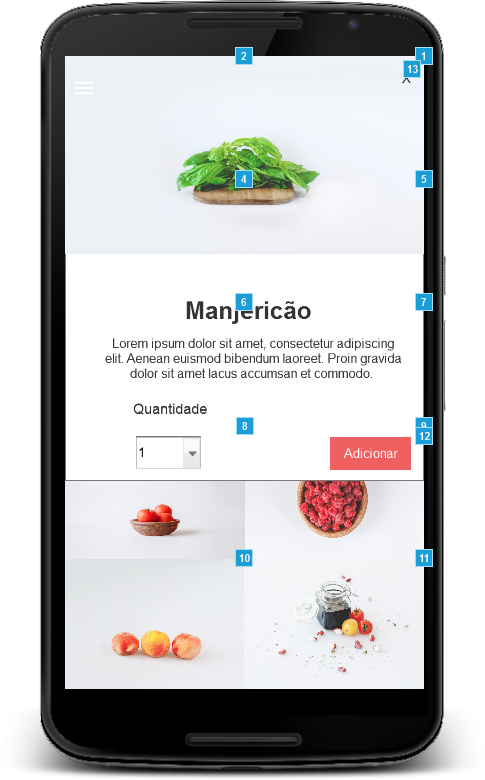 2
1
13
X
4
5
6
7
Manjericão
Lorem ipsum dolor sit amet, consectetur adipiscing
elit. Aenean euismod bibendum laoreet. Proin gravida
dolor sit amet lacus accumsan et commodo.
Quantidade
8
9
12
1
Adicionar
10
11